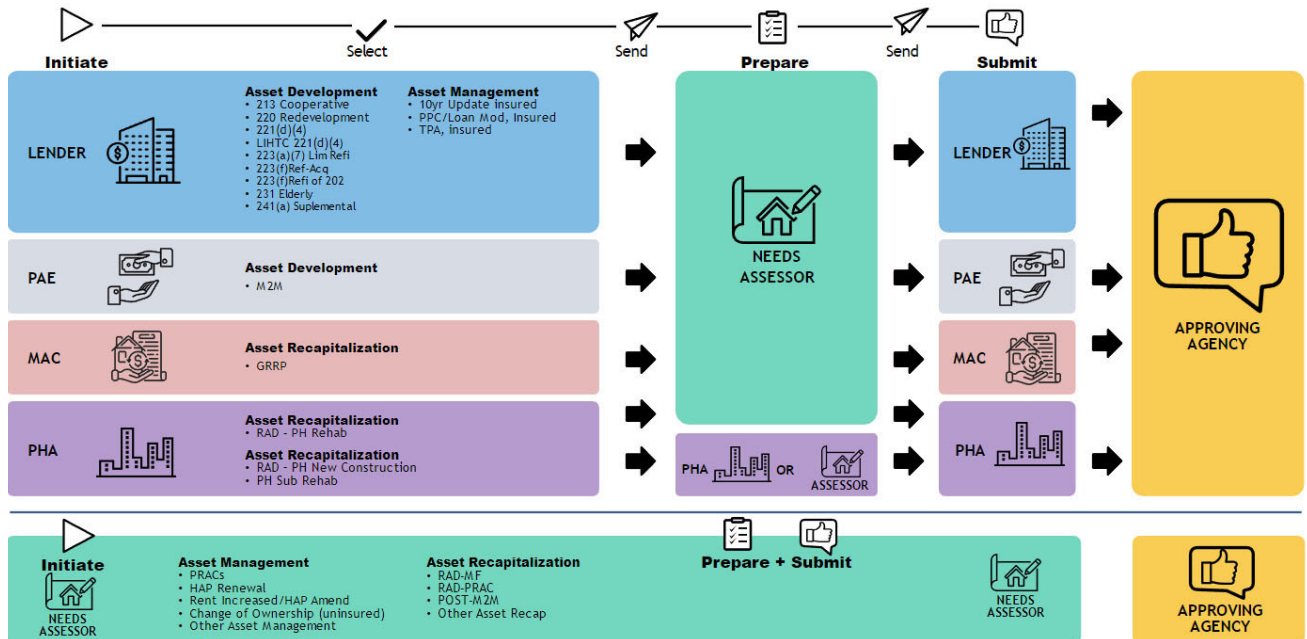 Select
Send
Send
Initiate
Prepare
Submit
LENDER
Asset Development
• 213 Cooperative
• 220 Redevelopment
• 221(d)(4)
• LIHTC 221(d)(4)
• 223(a)(7) Lim Refi
• 223(f)Ref-Acq
• 223(f)Refi of 202
• 231 Elderly
• 241(a) Suplemental
Asset Management
• 10yr Update insured
• PPC/Loan Mod, Insured
• TPA, insured
NEEDS
ASSESSOR
$
LENDER
$
PAE
Asset Development
• M2M
PAE
MAC
$
Asset Recapitalization
• GRRP
MAC
$
APPROVING
AGENCY
PHA
Asset Recapitalization
• RAD - PH Rehab
Asset Recapitalization
• RAD - PH New Construction
• PH Sub Rehab
PHA
OR
ASSESSOR
PHA
Initiate
NEEDS
ASSESSOR
Asset Management
• PRACs
• HAP Renewal
• Rent Increased/HAP Amend
• Change of Ownership (uninsured)
• Other Asset Management
Asset Recapitalization
• RAD-MF
• RAD-PRAC
• POST-M2M
• Other Asset Recap
Prepare + Submit
NEEDS
ASSESSOR
APPROVING
AGENCY